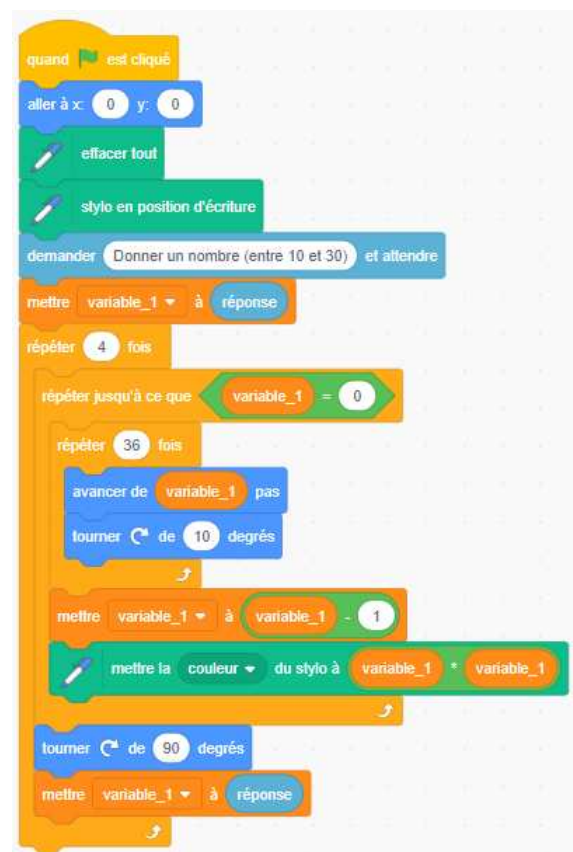 quand est cliqué
aller à x: 0 y: 0
effacer tout
stylo en position d'écriture
demander Donner un nombre (entre 10 et 30) et attendre
mettre variable_1 à réponse
répéter 4 fois
répéter jusqu'à ce que variable_1 = 0
répéter 36 fois
avancer de variable_1 pas
tourner de 10 degrés
mettre variable_1 à variable_1 - 1
mettre la couleur du stylo à variable_1 * variable_1
tourner de 90 degrés
mettre variable_1 à réponse